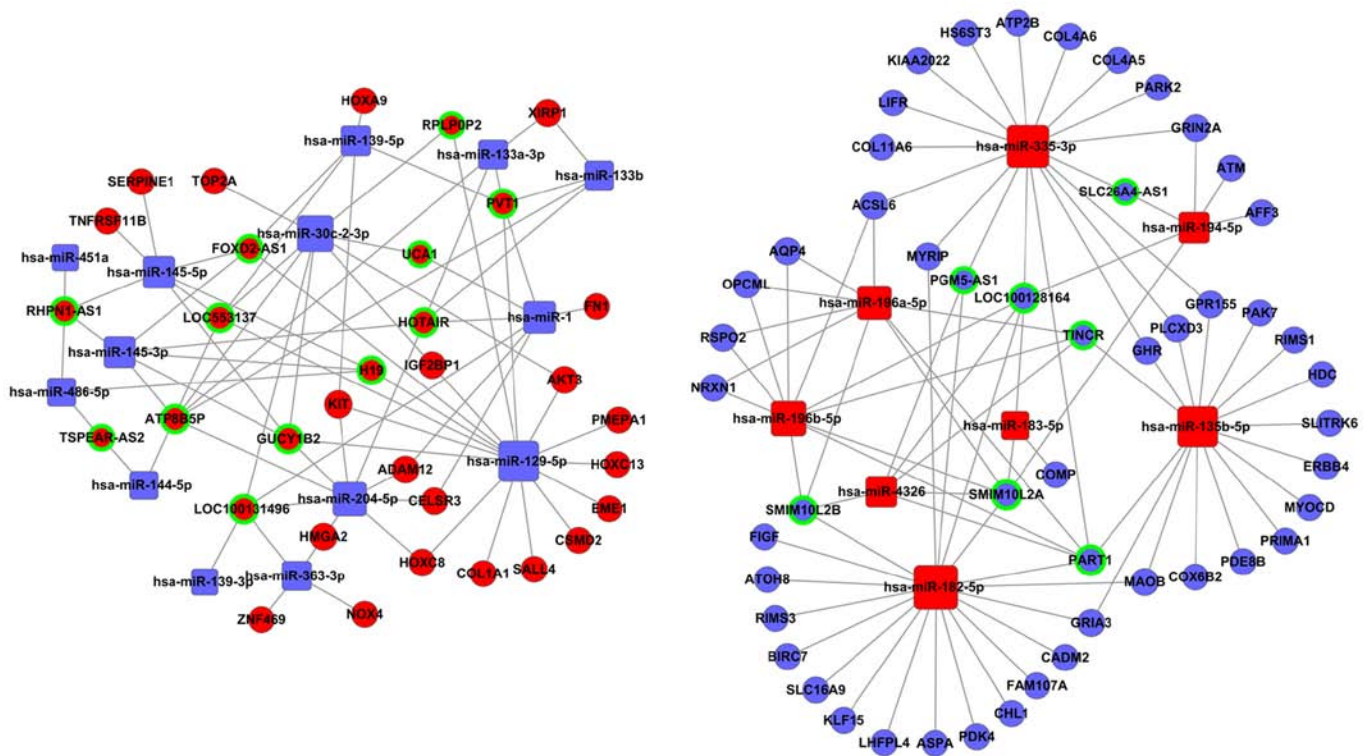 HOXA9
RPLP0P2
XIRP1
hsa-miR-139-5p
hsa-miR-133a-3p
hsa-miR-133b
SERPINE1
TOP2A
PVT1
TNFRSF11B
hsa-miR-30c-2-3p
FOXD2-AS1
UCA1
hsa-miR-451a
hsa-miR-145-5p
RHPN1-AS1
LOC553137
HOTAIR
hsa-miR-1
FN1
hsa-miR-145-3p
IGF2BP1
H19
AKT3
hsa-miR-486-5p
KIT
PMEPA1
ATP8B5P
TSPEAR-AS2
GUCY1B2
hsa-miR-129-5p
HOXC13
ADAM12
hsa-miR-144-5p
hsa-miR-204-5p
CELSR3
EME1
LOC100131496
HMGA2
CSMD2
HOXC8
COL1A1
SALL4
hsa-miR-139-3p
hsa-miR-363-3p
ZNF469
NOX4
HS6ST3
ATP2B
COL4A6
KIAA2022
COL4A5
PARK2
LIFR
GRIN2A
COL11A6
hsa-miR-335-3p
ATM
SLC26A4-AS1
ACSL6
AFF3
hsa-miR-194-5p
AQP4
MYRIP
OPCML
PGM5-AS1
LOC100128164
hsa-miR-196a-5p
GPR155
PAK7
RSPO2
TINCR
PLCXD3
RIMS1
GHR
NRXN1
HDC
hsa-miR-196b-5p
hsa-miR-183-5p
hsa-miR-135b-5p
SLITRK6
COMP
ERBB4
hsa-miR-4326
SMIM10L2A
SMIM10L2B
MYOCD
FIGF
PRIMA1
PART1
PDE8B
ATOH8
hsa-miR-182-5p
MAOB
COX6B2
RIMS3
GRIA3
BIRC7
CADM2
SLC16A9
FAM107A
KLF15
CHL1
LHFPL4
ASPA
PDK4